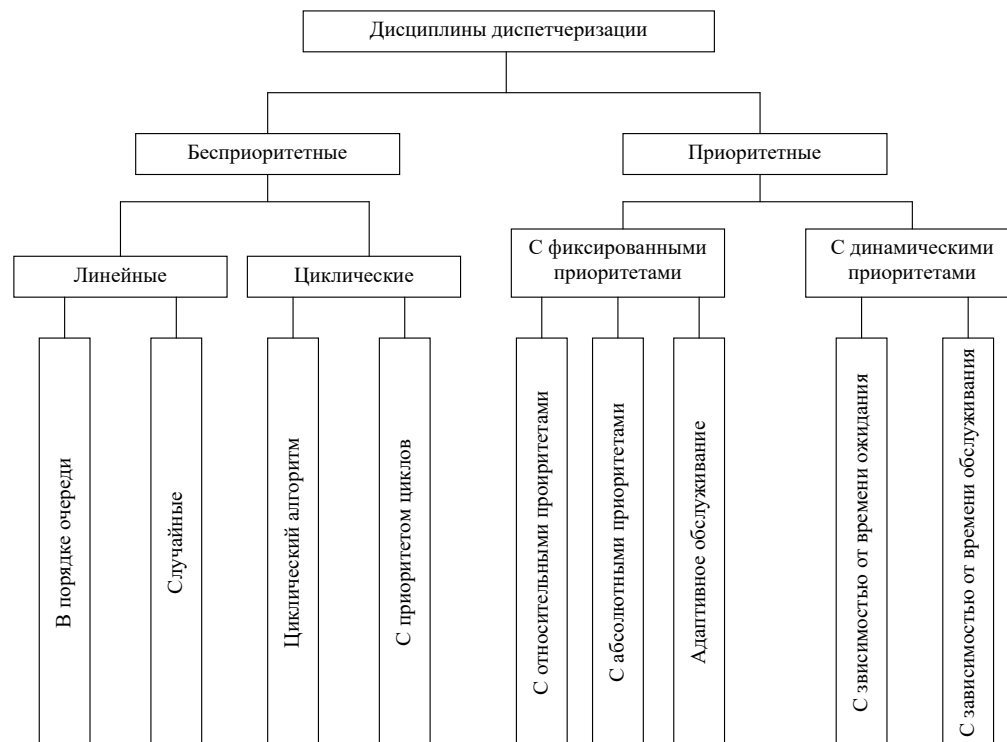 Дисциплины диспетчеризации
Бесприоритетные
Приоритетные
Линейные
Циклические
С фиксированными
приоритетами
С динамическими
приоритетами
В порядке очереди
Случайные
Циклический алгоритм
С приоритетом циклов
С относительными проиритетами
С абсолютными приоритетами
Адаптивное обслуживание
С звисимостью от времени ожидания
С зависимостью от времени обслуживания